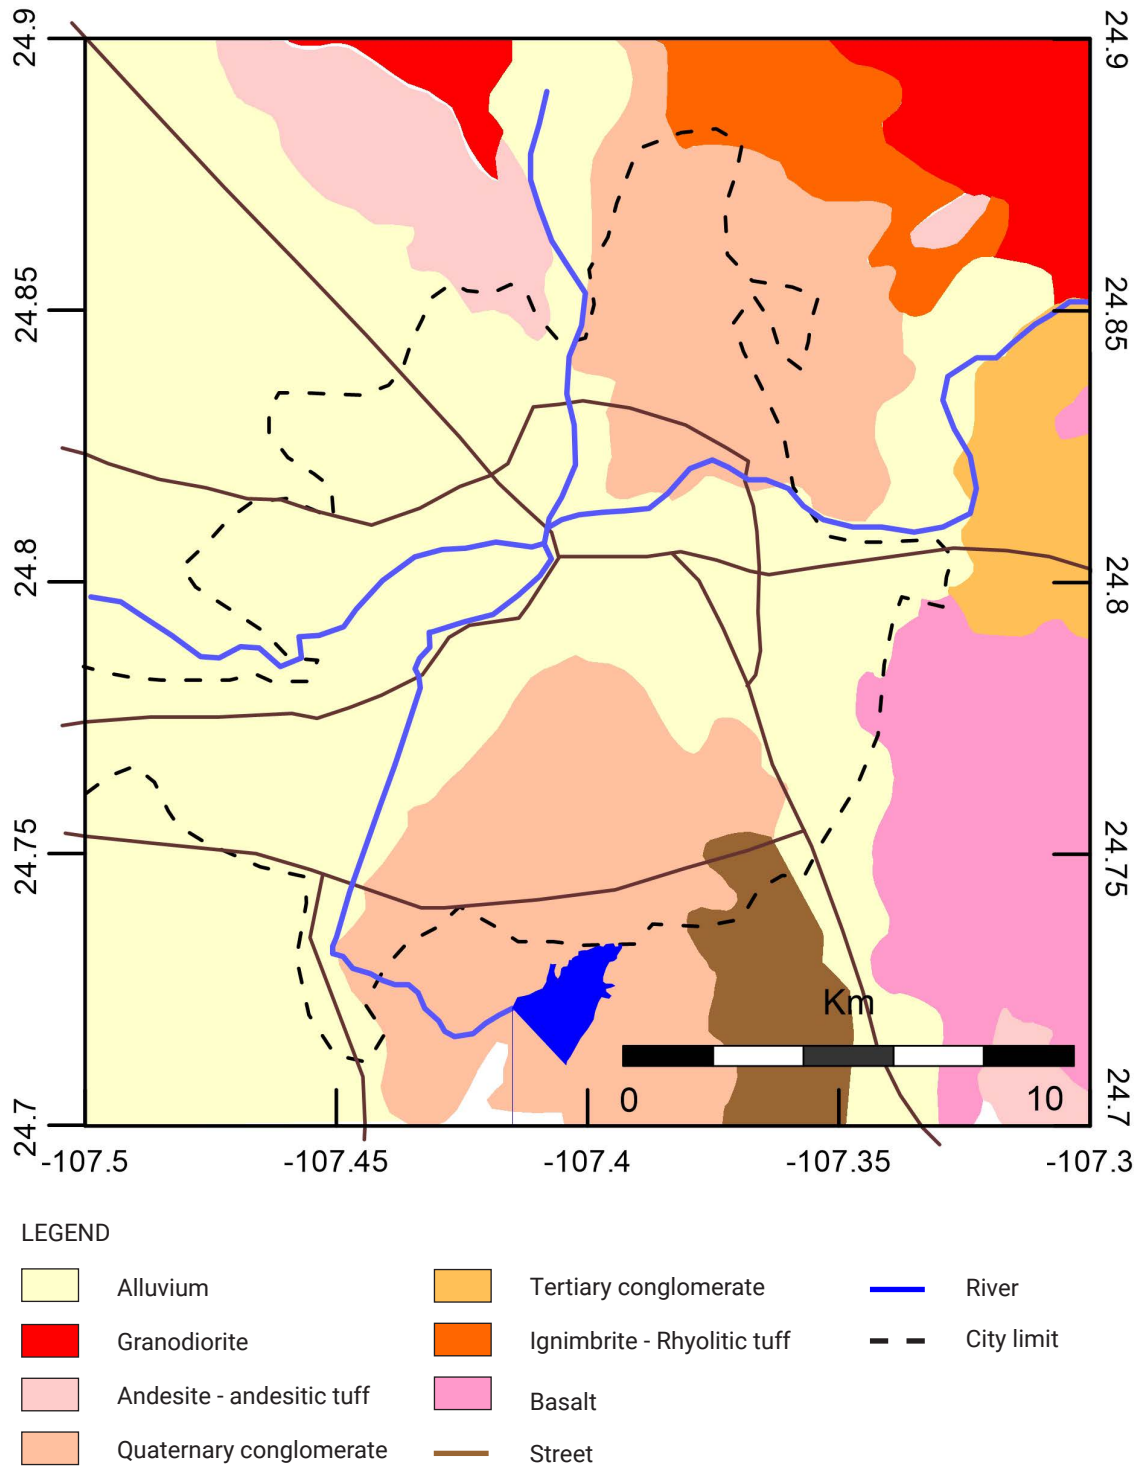 24.9
24.9
24.85
24.85
24.8
24.8
24.75
24.75
Km
0
10
24.7
24.7
-107.5
-107.45
-107.4
-107.35
-107.3
LEGEND
Alluvium
Tertiary conglomerate
River
Granodiorite
Ignimbrite - Rhyolitic tuff
City limit
Andesite - andesitic tuff
Basalt
Quaternary conglomerate
Street